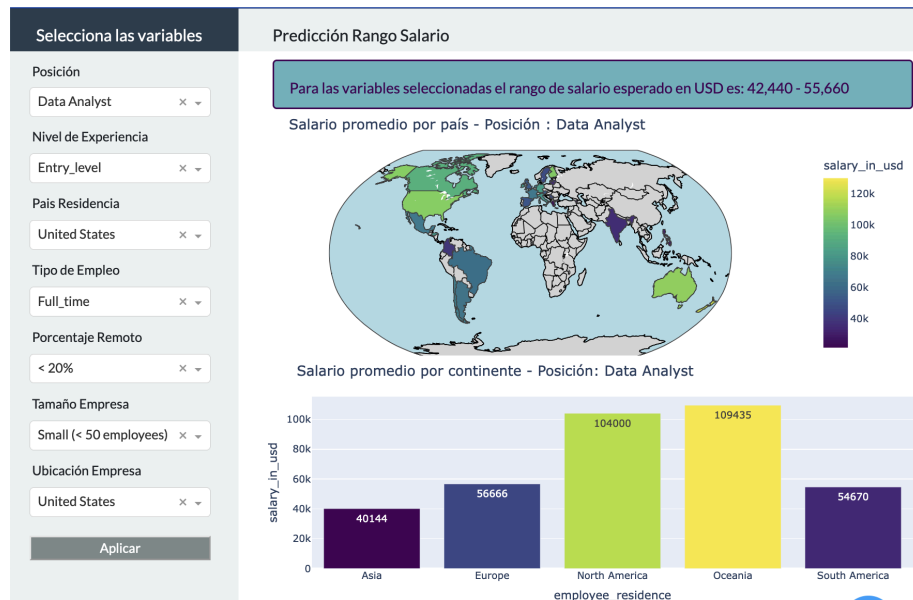 Selecciona las variables
Posición
Data Analyst
Nivel de Experiencia
Entry_level
Pais Residencia
United States
Tipo de Empleo
Full_time
Porcentaje Remoto
< 20%
Tamaño Empresa
Small (< 50 employees)
Ubicación Empresa
United States
Aplicar
Predicción Rango Salario
Para las variables seleccionadas el rango de salario esperado en USD es: 42,440 - 55,660
Salario promedio por país - Posición : Data Analyst
salary_in_usd
120k
100k
80k
60k
40k
Salario promedio por continente - Posición: Data Analyst
salary_in_usd
100k
80k
60k
40k
20k
0
40144
56666
104000
109435
54670
Asia
Europe
North America
Oceania
South America
employee_residence